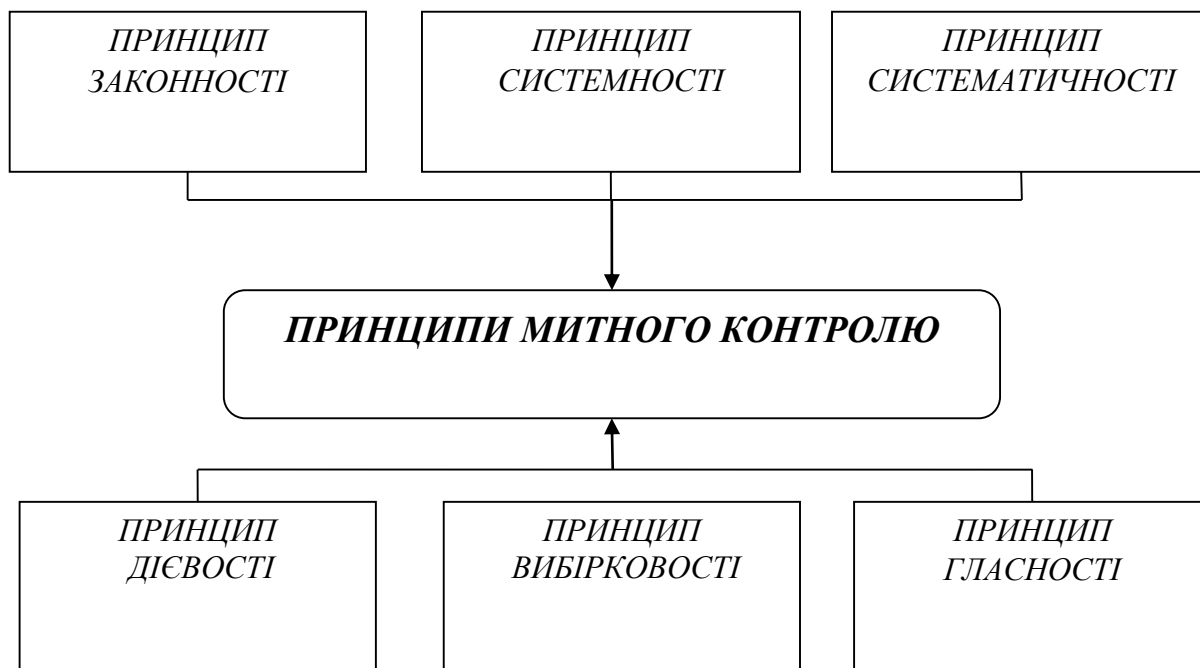 ПРИНЦИП
ЗАКОННОСТІ
ПРИНЦИП
СИСТЕМНОСТІ
ПРИНЦИП
СИСТЕМАТИЧНОСТІ
ПРИНЦИПИ МИТНОГО КОНТРОЛЮ
ПРИНЦИП
ДІЄВОСТІ
ПРИНЦИП
ВИБІРКОВОСТІ
ПРИНЦИП
ГЛАСНОСТІ